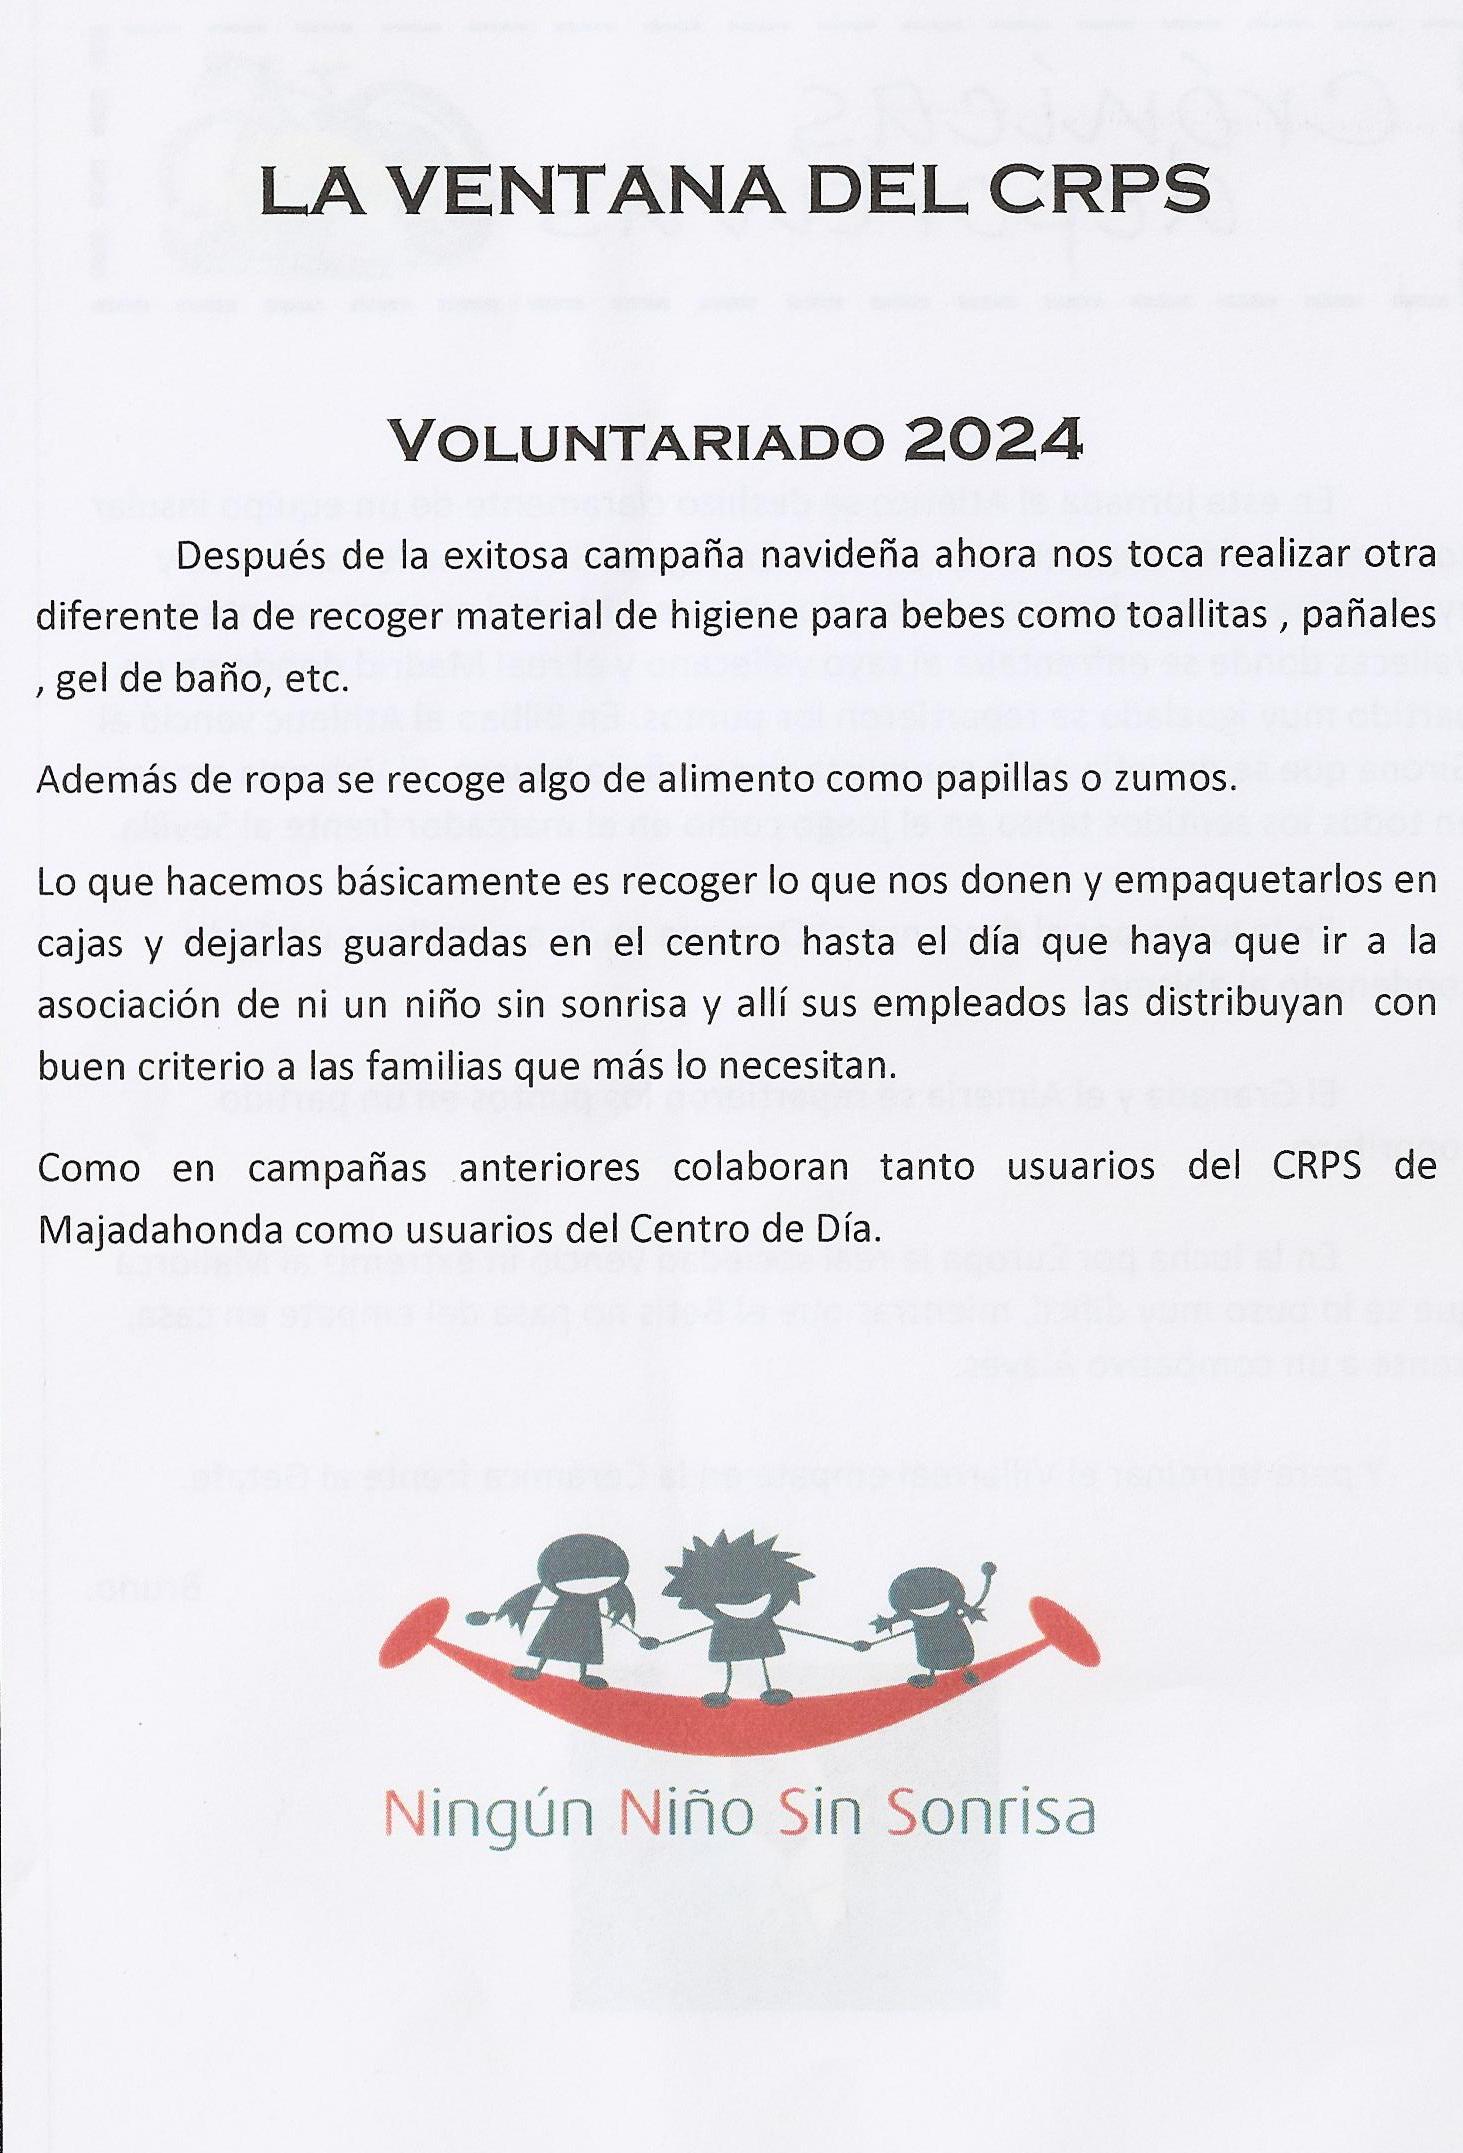 LA VENTANA DEL CRPS
VOLUNTARIADO 2024
Después de la exitosa campaña navideña ahora nos toca realizar otra
diferente la de recoger material de higiene para bebes como toallitas , pañales
, gel de baño, etc.
Además de ropa se recoge algo de alimento como papillas o zumos.
Lo que hacemos básicamente es recoger lo que nos donen y empaquetarlos en
cajas y dejarlas guardadas en el centro hasta el día que haya que ir a la
asociación de ni un niño sin sonrisa y allí sus empleados las distribuyan con
buen criterio a las familias que más lo necesitan.
Como en campañas anteriores colaboran tanto usuarios del CRPS de
Majadahonda como usuarios del Centro de Día.
Ningún Niño Sin Sonrisa